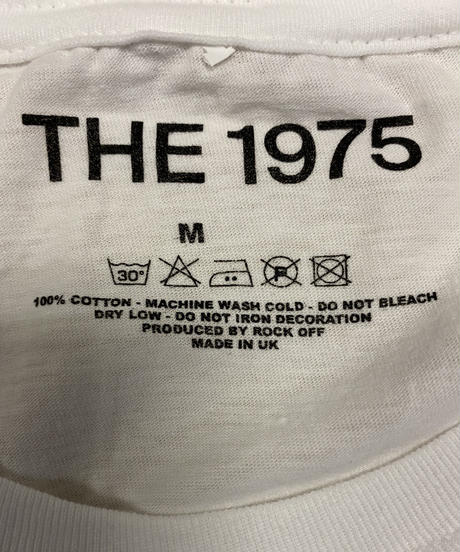 THE 1975
M
30°
P
100% COTTON - MACHINE WASH COLD - DO NOT BLEACH
DRY LOW - DO NOT IRON DECORATION
PRODUCED BY ROCK OFF
MADE IN UK